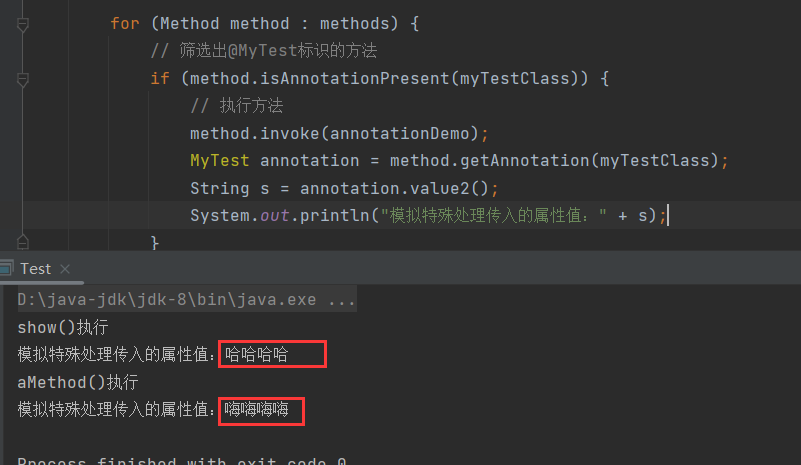 for (Method method : methods) {
// 筛选出@MyTest标识的方法
if (method.isAnnotationPresent(myTestClass)) {
// 执行方法
method.invoke(annotationDemo);
MyTest annotation = method.getAnnotation(myTestClass);
String s = annotation.value2();
System.out.println("模拟特殊处理传入的属性值：" + s);
}
Test
D:\java-jdk\jdk-8\bin\java.exe ...
show()执行
模拟特殊处理传入的属性值：哈哈哈哈
aMethod()执行
模拟特殊处理传入的属性值：嗨嗨嗨嗨
Process finished with exit code 0